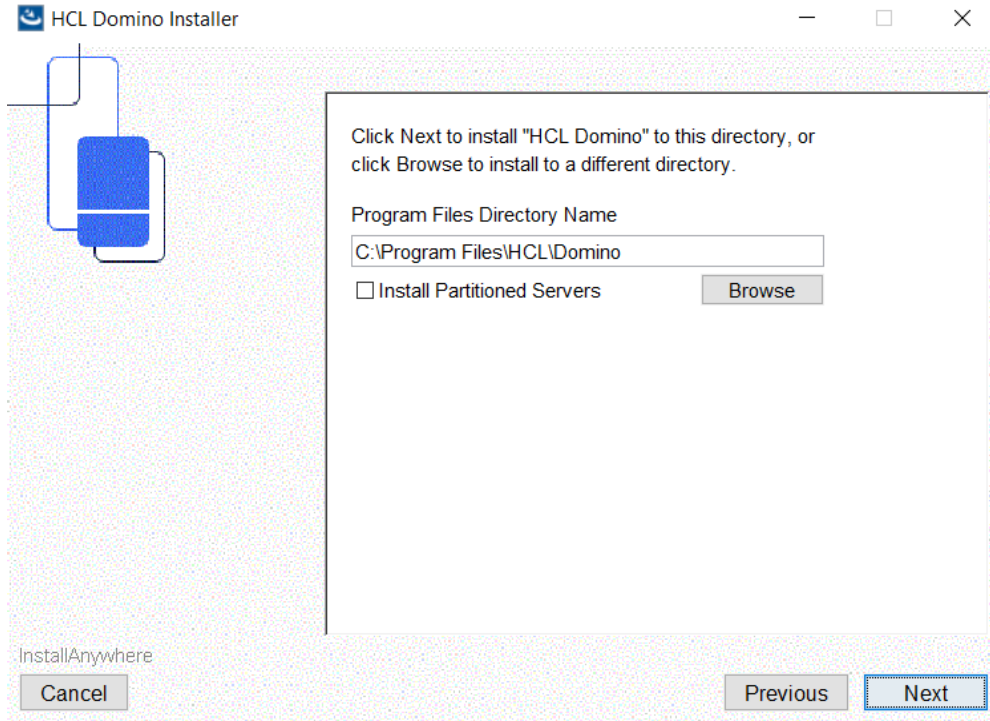 HCL Domino Installer
Click Next to install "HCL Domino" to this directory, or
click Browse to install to a different directory.
Program Files Directory Name
C:\Program Files\HCL\Domino
Install Partitioned Servers
Browse
InstallAnywhere
Cancel
Previous
Next